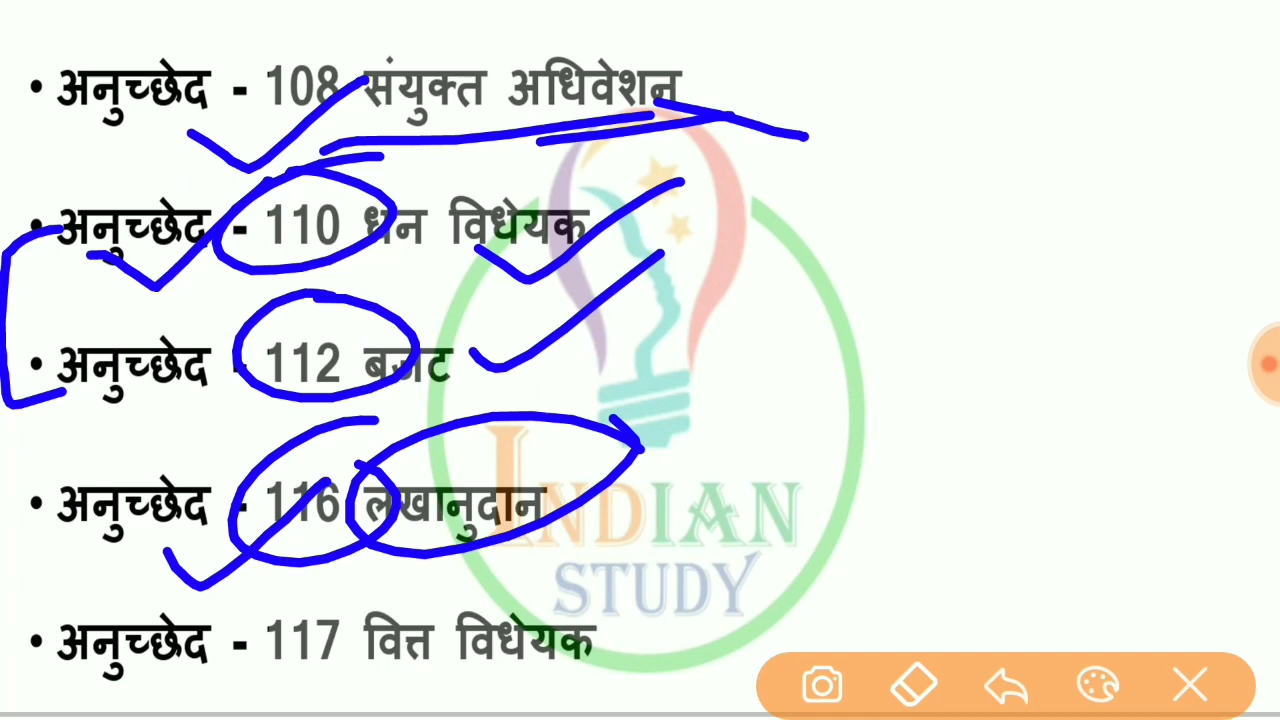 • अनुच्छेद - 108 संयुक्त अधिवेशन
• अनुच्छेद - 110 धन विधेयक
• अनुच्छेद - 112 बजट
• अनुच्छेद - 116 लेखानुदान
• अनुच्छेद - 117 वित्त विधेयक
INDIAN
STUDY